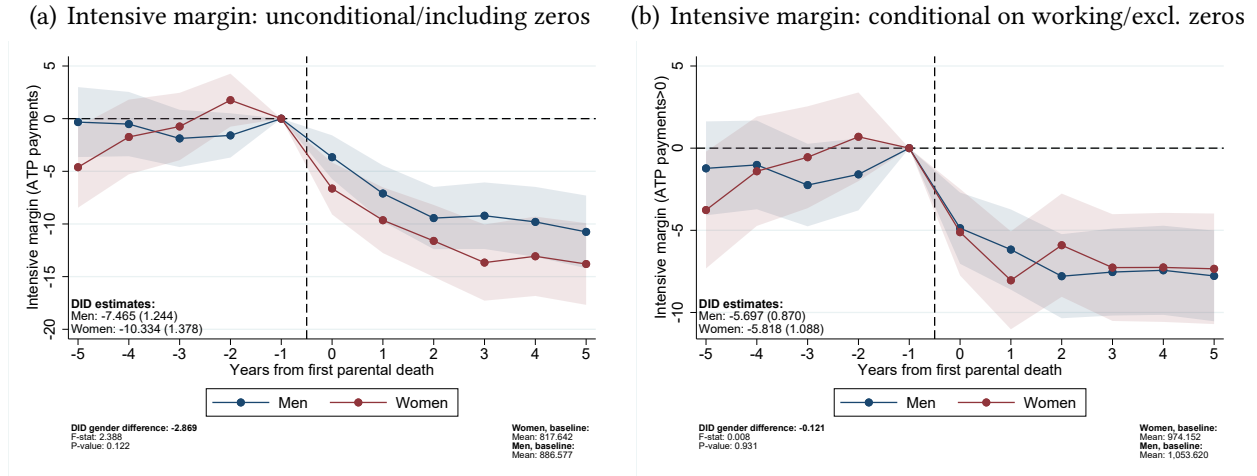 (a) Intensive margin: unconditional/including zeros
Intensive margin (ATP payments)
5
0
-5
-10
-15
-20
DID estimates:
Men: -7.465 (1.244)
Women: -10.334 (1.378)
-5 -4 -3 -2 -1 0 1 2 3 4 5
Years from first parental death
Men Women
DID gender difference: -2.869
F-stat: 2.388
P-value: 0.122
Women, baseline:
Mean: 817.642
Men, baseline:
Mean: 886.577
(b) Intensive margin: conditional on working/excl. zeros
Intensive margin (ATP payments>0)
5
0
-5
-10
DID estimates:
Men: -5.697 (0.870)
Women: -5.818 (1.088)
-5 -4 -3 -2 -1 0 1 2 3 4 5
Years from first parental death
Men Women
DID gender difference: -0.121
F-stat: 0.008
P-value: 0.931
Women, baseline:
Mean: 974.152
Men, baseline:
Mean: 1,053.620